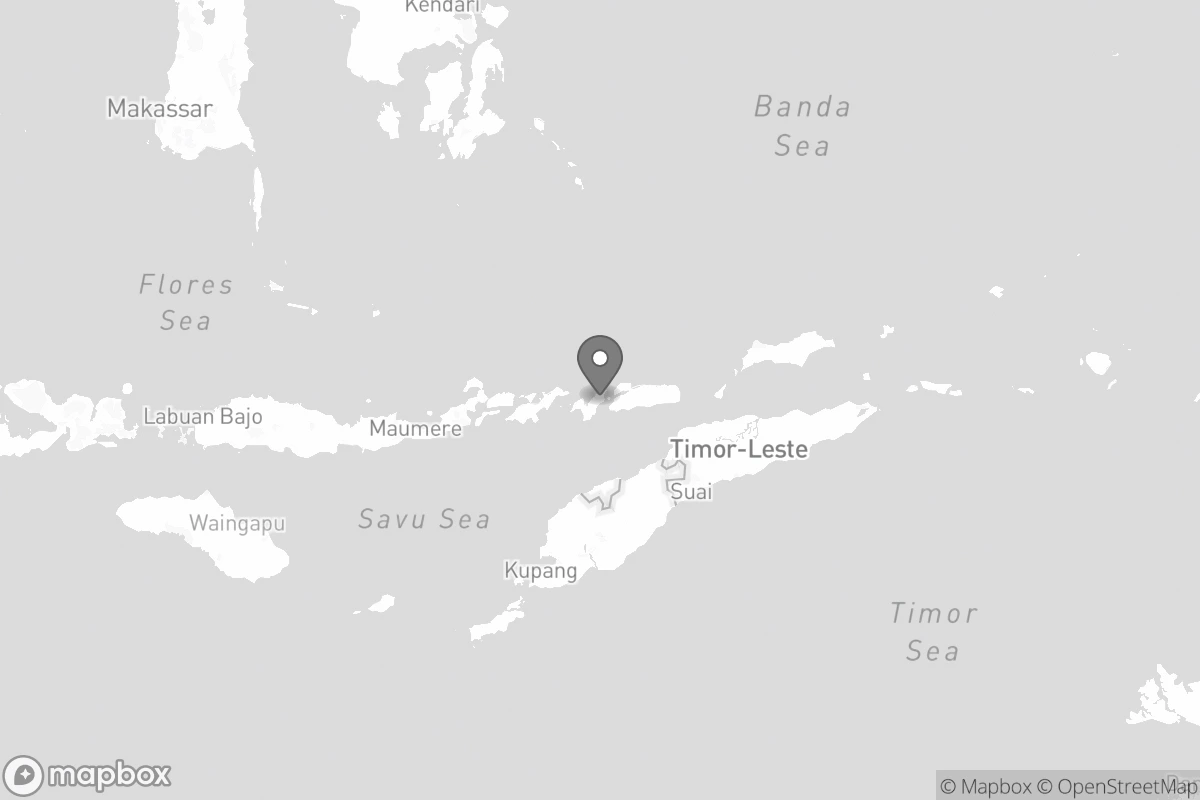 Kendari
Makassar
Banda
Sea
Flores
Sea
Labuan Bajo
Maumere
Timor-Leste
Suai
Waingapu
Savu Sea
Kupang
Timor
Sea
mapbox
© Mapbox © OpenStreetMap